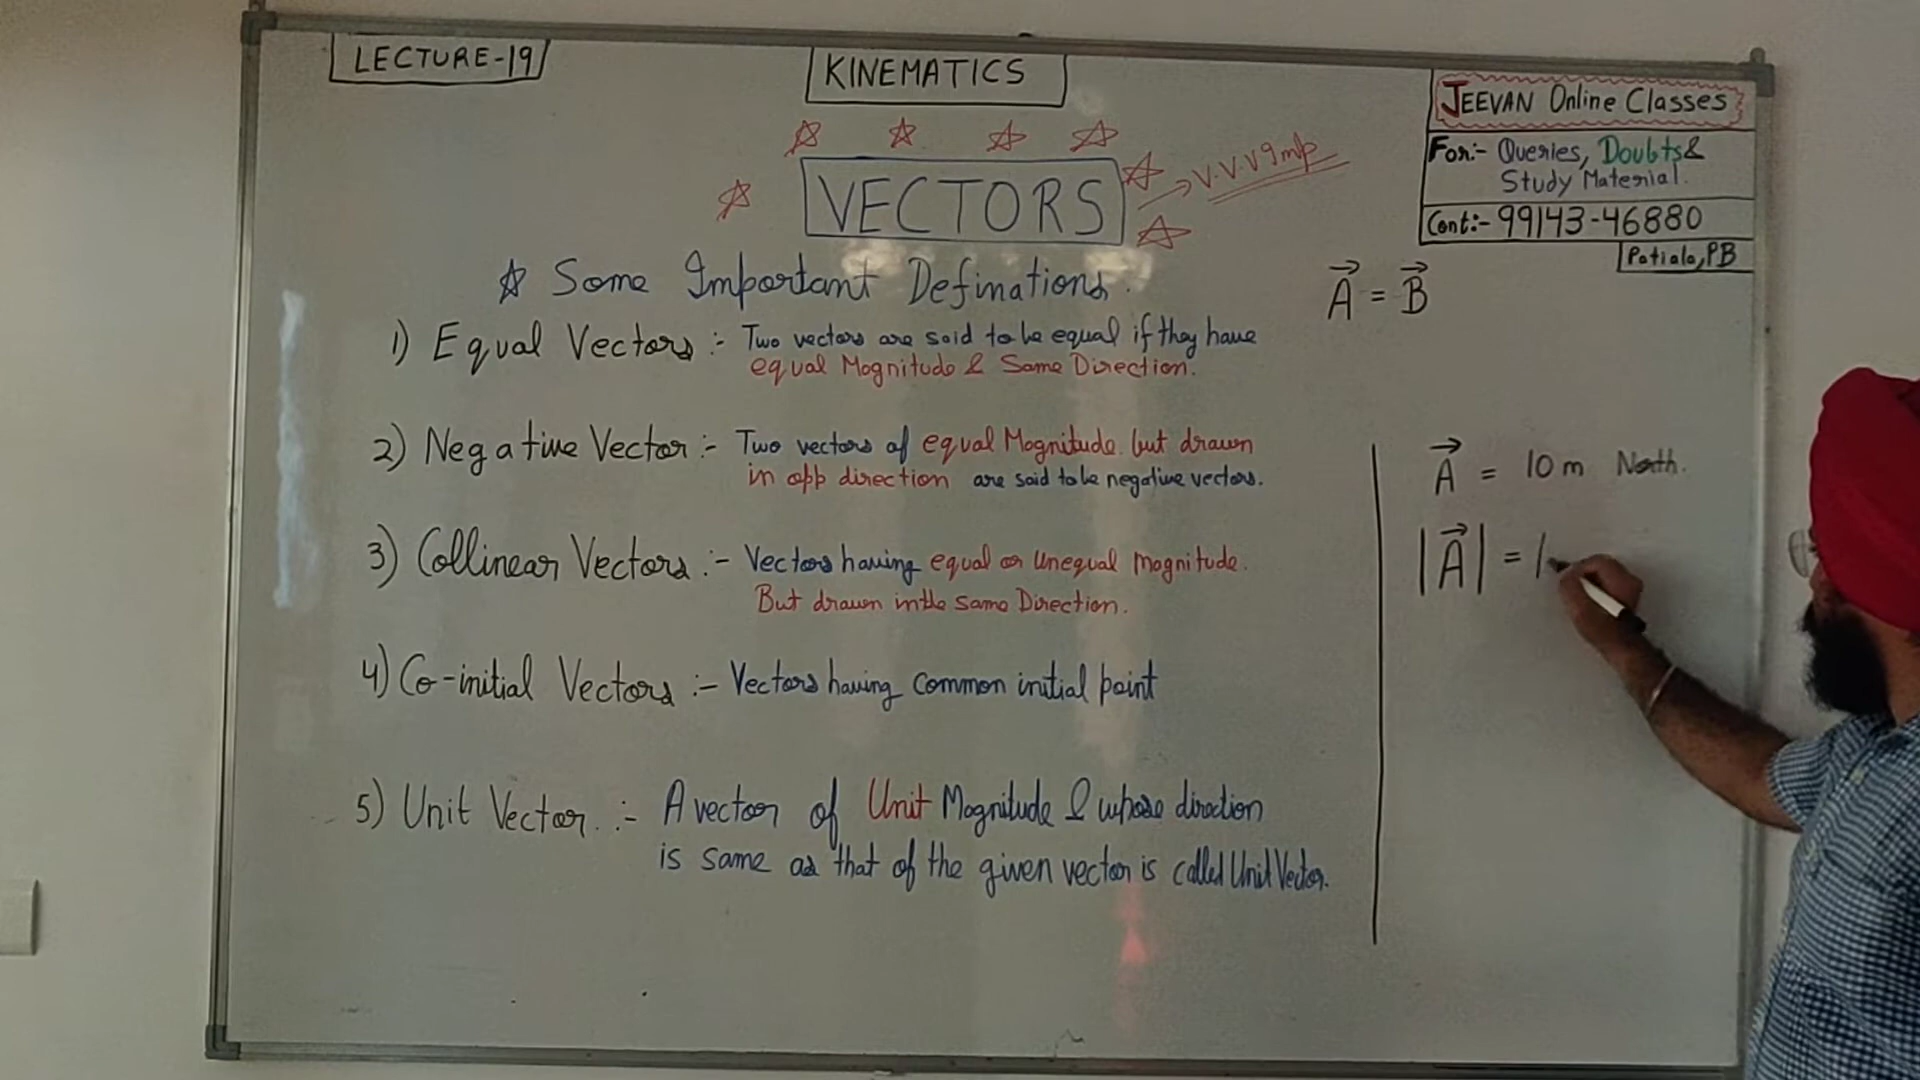 LECTURE-19
KINEMATICS
JEEVAN Online Classes
For:- Queries, Doubts &
Study Material.
Cont:- 99143-46880
Patiala, PB
VECTORS
V.V.V Imp
☆ Some Important Definations.
1) Equal Vectors :- Two vectors are said to be equal if they have
equal Magnitude & Same Direction.
2) Negative Vector :- Two vectors of equal Magnitude but drawn
in opp direction are said to be negative vectors.
3) Collinear Vectors :- Vectors having equal or Unequal Magnitude.
But drawn in the same Direction.
4) Co-initial Vectors :- Vectors having common initial point
5) Unit Vector :- A vector of Unit Magnitude & whose direction
is same as that of the given vector is called Unit Vector.
A⃗ = B⃗
A⃗ = 10 m North.
|A⃗| = 1